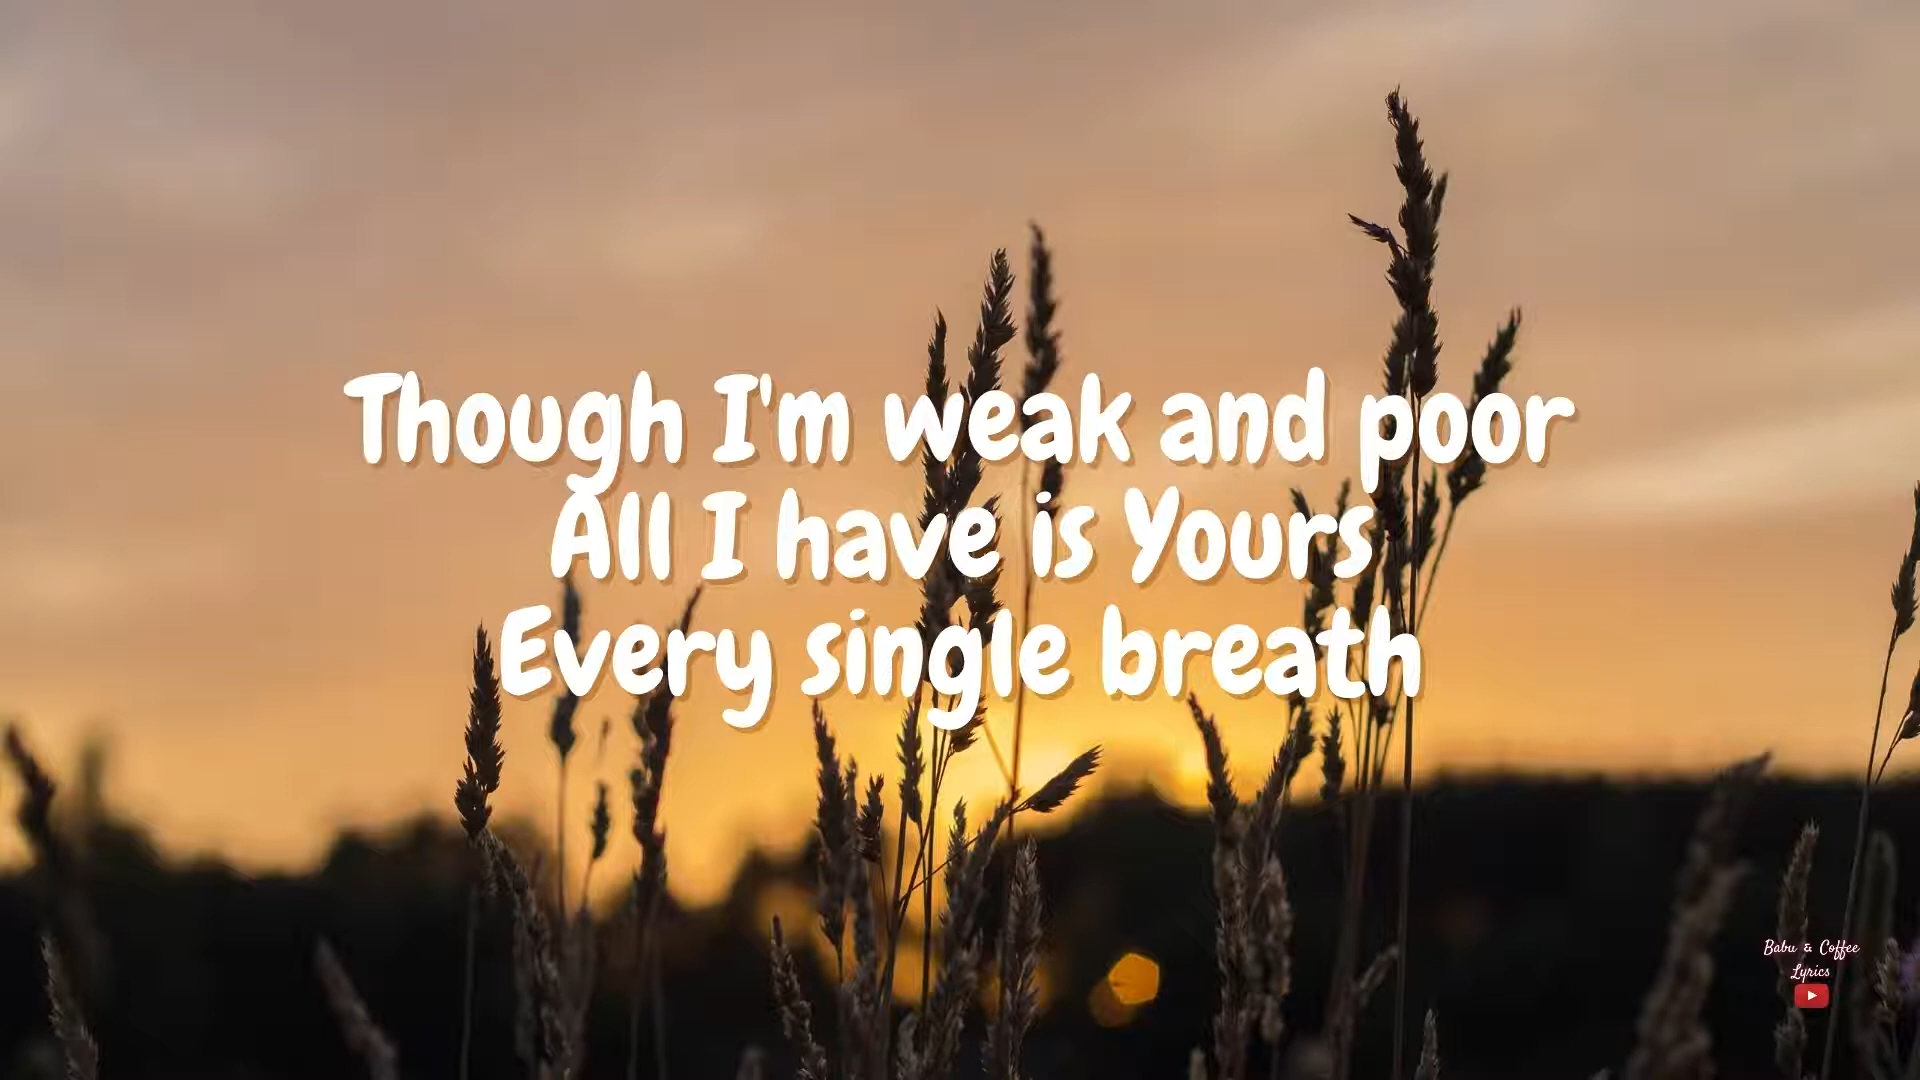 Though I'm weak and poor
All I have is Yours
Every single breath
Babu & Coffee
Lyrics